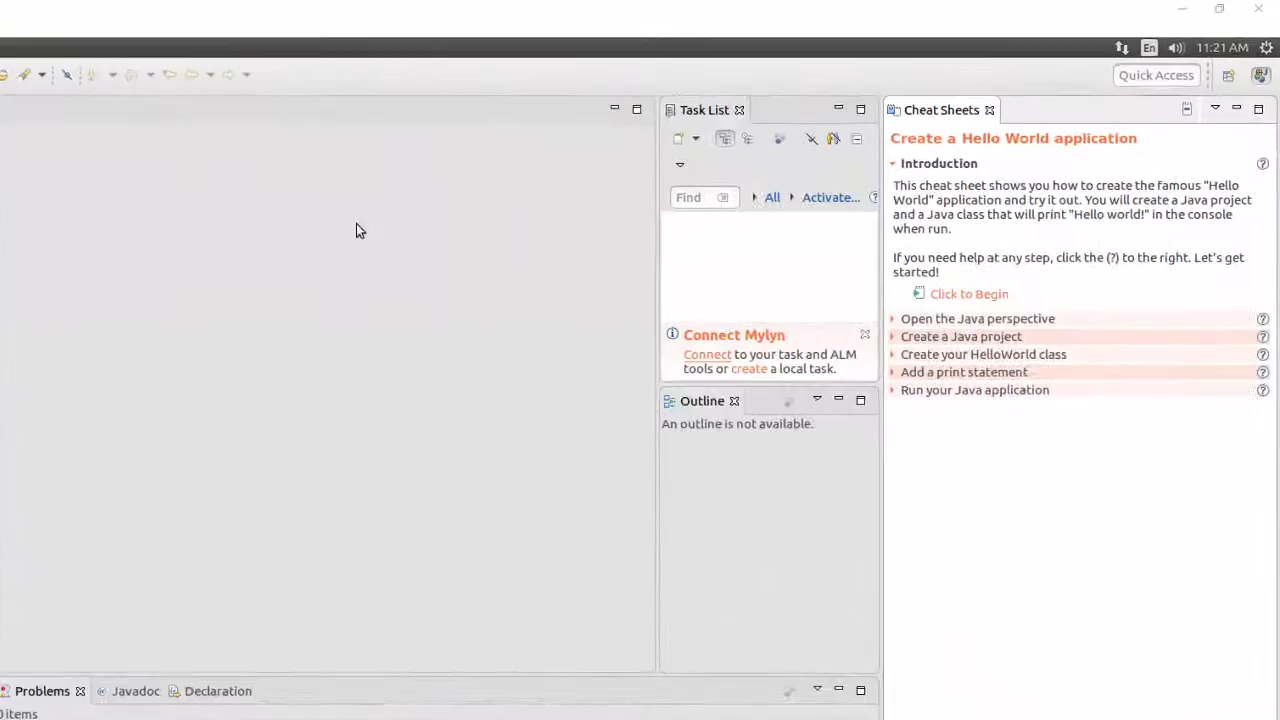 En 11:21 AM
Quick Access
Task List
Find All Activate...
Connect Mylyn
Connect to your task and ALM
tools or create a local task.
Outline
An outline is not available.
Cheat Sheets
Create a Hello World application
Introduction
This cheat sheet shows you how to create the famous "Hello
World" application and try it out. You will create a Java project
and a Java class that will print "Hello world!" in the console
when run.
If you need help at any step, click the (?) to the right. Let's get
started!
Click to Begin
Open the Java perspective
Create a Java project
Create your HelloWorld class
Add a print statement
Run your Java application
Problems Javadoc Declaration
items